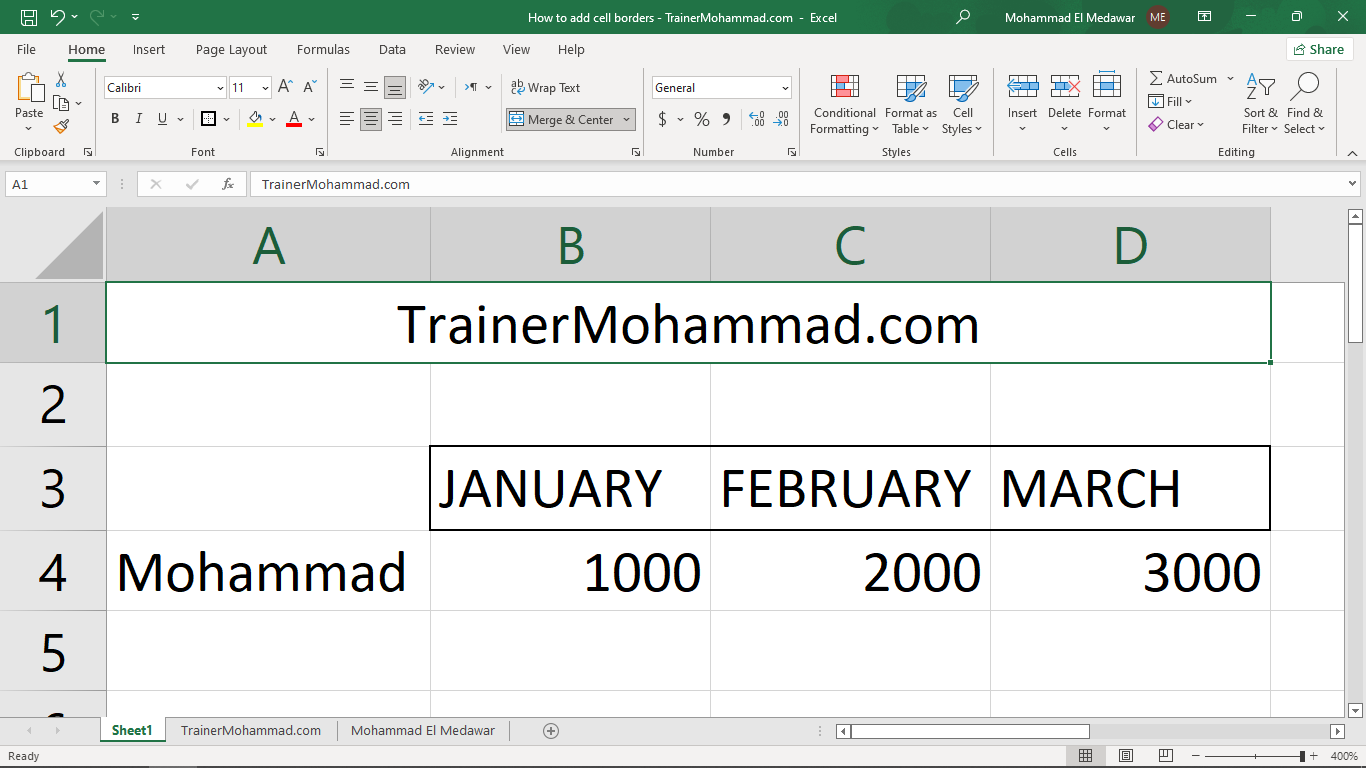 How to add cell borders - TrainerMohammad.com - Excel
Mohammad El Medawar ME
File Home Insert Page Layout Formulas Data Review View Help Share
Paste
Clipboard
Calibri 11
B I U A
Font
ab Wrap Text
Merge & Center
Alignment
General
$ % 9
Number
Conditional Formatting
Format as Table
Cell Styles
Styles
Insert
Delete
Format
Cells
AutoSum
Fill
Clear
Sort & Filter
Find & Select
Editing
A1 fx TrainerMohammad.com
A B C D
1 TrainerMohammad.com
2
3 JANUARY FEBRUARY MARCH
4 Mohammad 1000 2000 3000
5
Sheet1 TrainerMohammad.com Mohammad El Medawar
Ready 400%